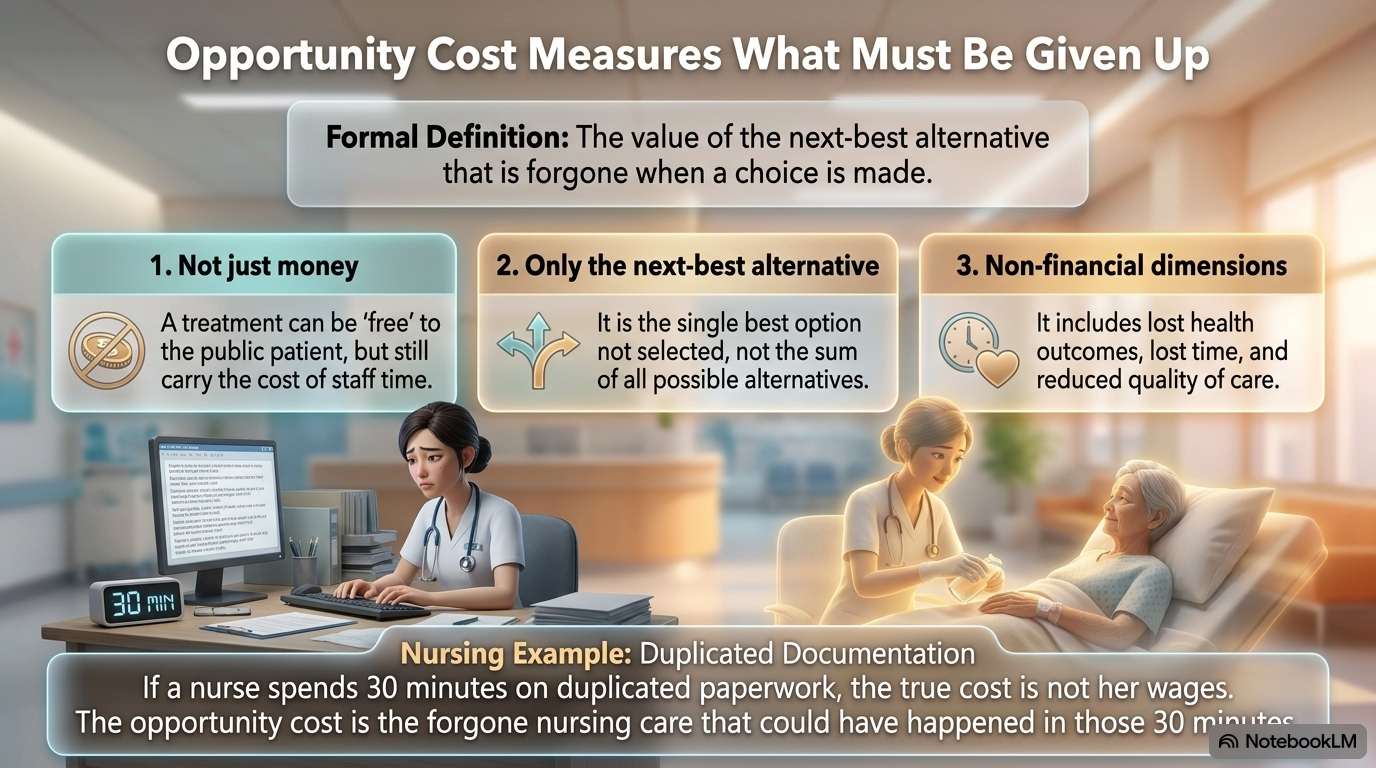 Opportunity Cost Measures What Must Be Given Up
Formal Definition: The value of the next-best alternative
that is forgone when a choice is made.
1. Not just money
A treatment can be ‘free’ to
the public patient, but still
carry the cost of staff time.
2. Only the next-best alternative
It is the single best option
not selected, not the sum
of all possible alternatives.
3. Non-financial dimensions
It includes lost health
outcomes, lost time, and
reduced quality of care.
30 MIN
Nursing Example: Duplicated Documentation
If a nurse spends 30 minutes on duplicated paperwork, the true cost is not her wages.
The opportunity cost is the forgone nursing care that could have happened in those 30 minutes
NotebookLM